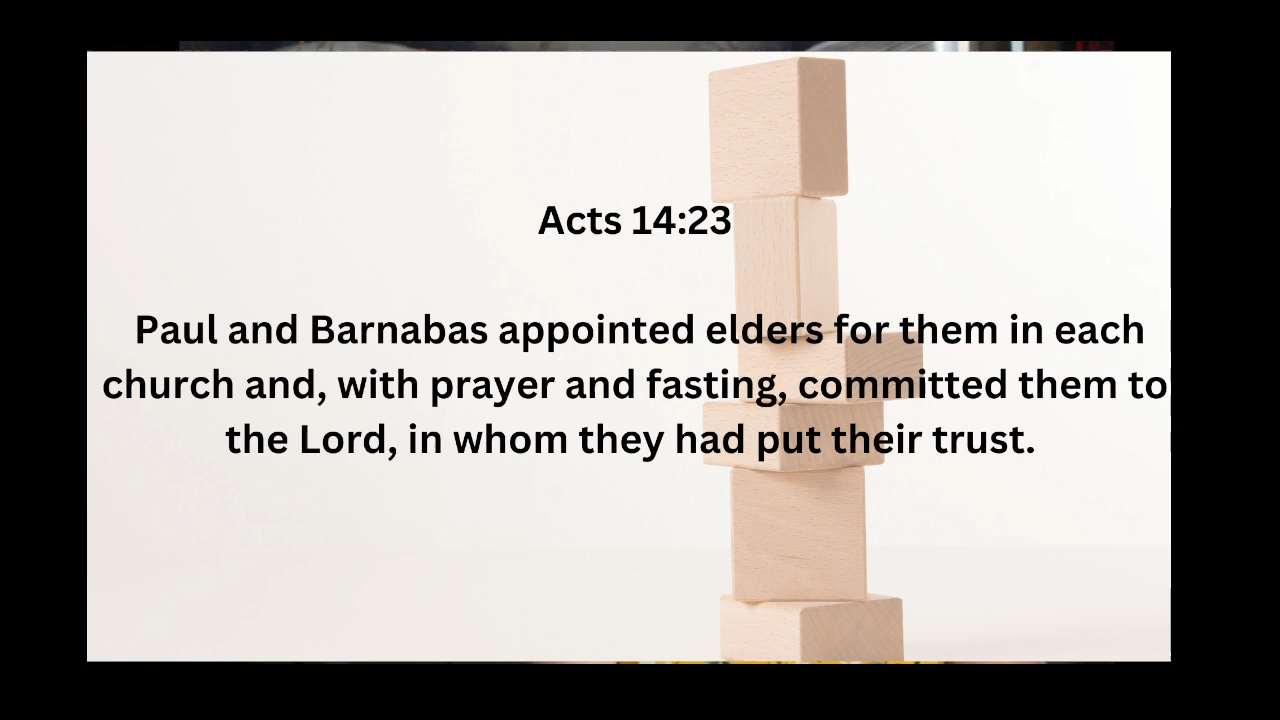 Acts 14:23
Paul and Barnabas appointed elders for them in each
church and, with prayer and fasting, committed them to
the Lord, in whom they had put their trust.